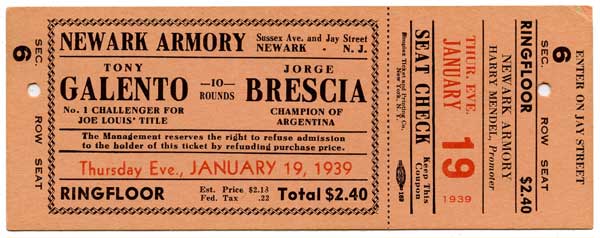 6
SEC.
ROW
SEAT
NEWARK ARMORY
Sussex Ave. and Jay Street
NEWARK - N. J.
TONY
GALENTO
No. 1 CHALLENGER FOR
JOE LOUIS' TITLE
—10—
ROUNDS
JORGE
BRESCIA
CHAMPION OF
ARGENTINA
The Management reserves the right to refuse admission
to the holder of this ticket by refunding purchase price.
Thursday Eve., JANUARY 19, 1939
RINGFLOOR
Est. Price $2.18
Fed. Tax .22
Total $2.40
New York, N. Y.
SEAT CHECK
Keep This
Coupon
THUR. EVE.
JANUARY
19
1939
NEWARK ARMORY
HARRY MENDEL, Promoter
RINGFLOOR
$2.40
6
SEC.
ROW
SEAT
ENTER ON JAY STREET